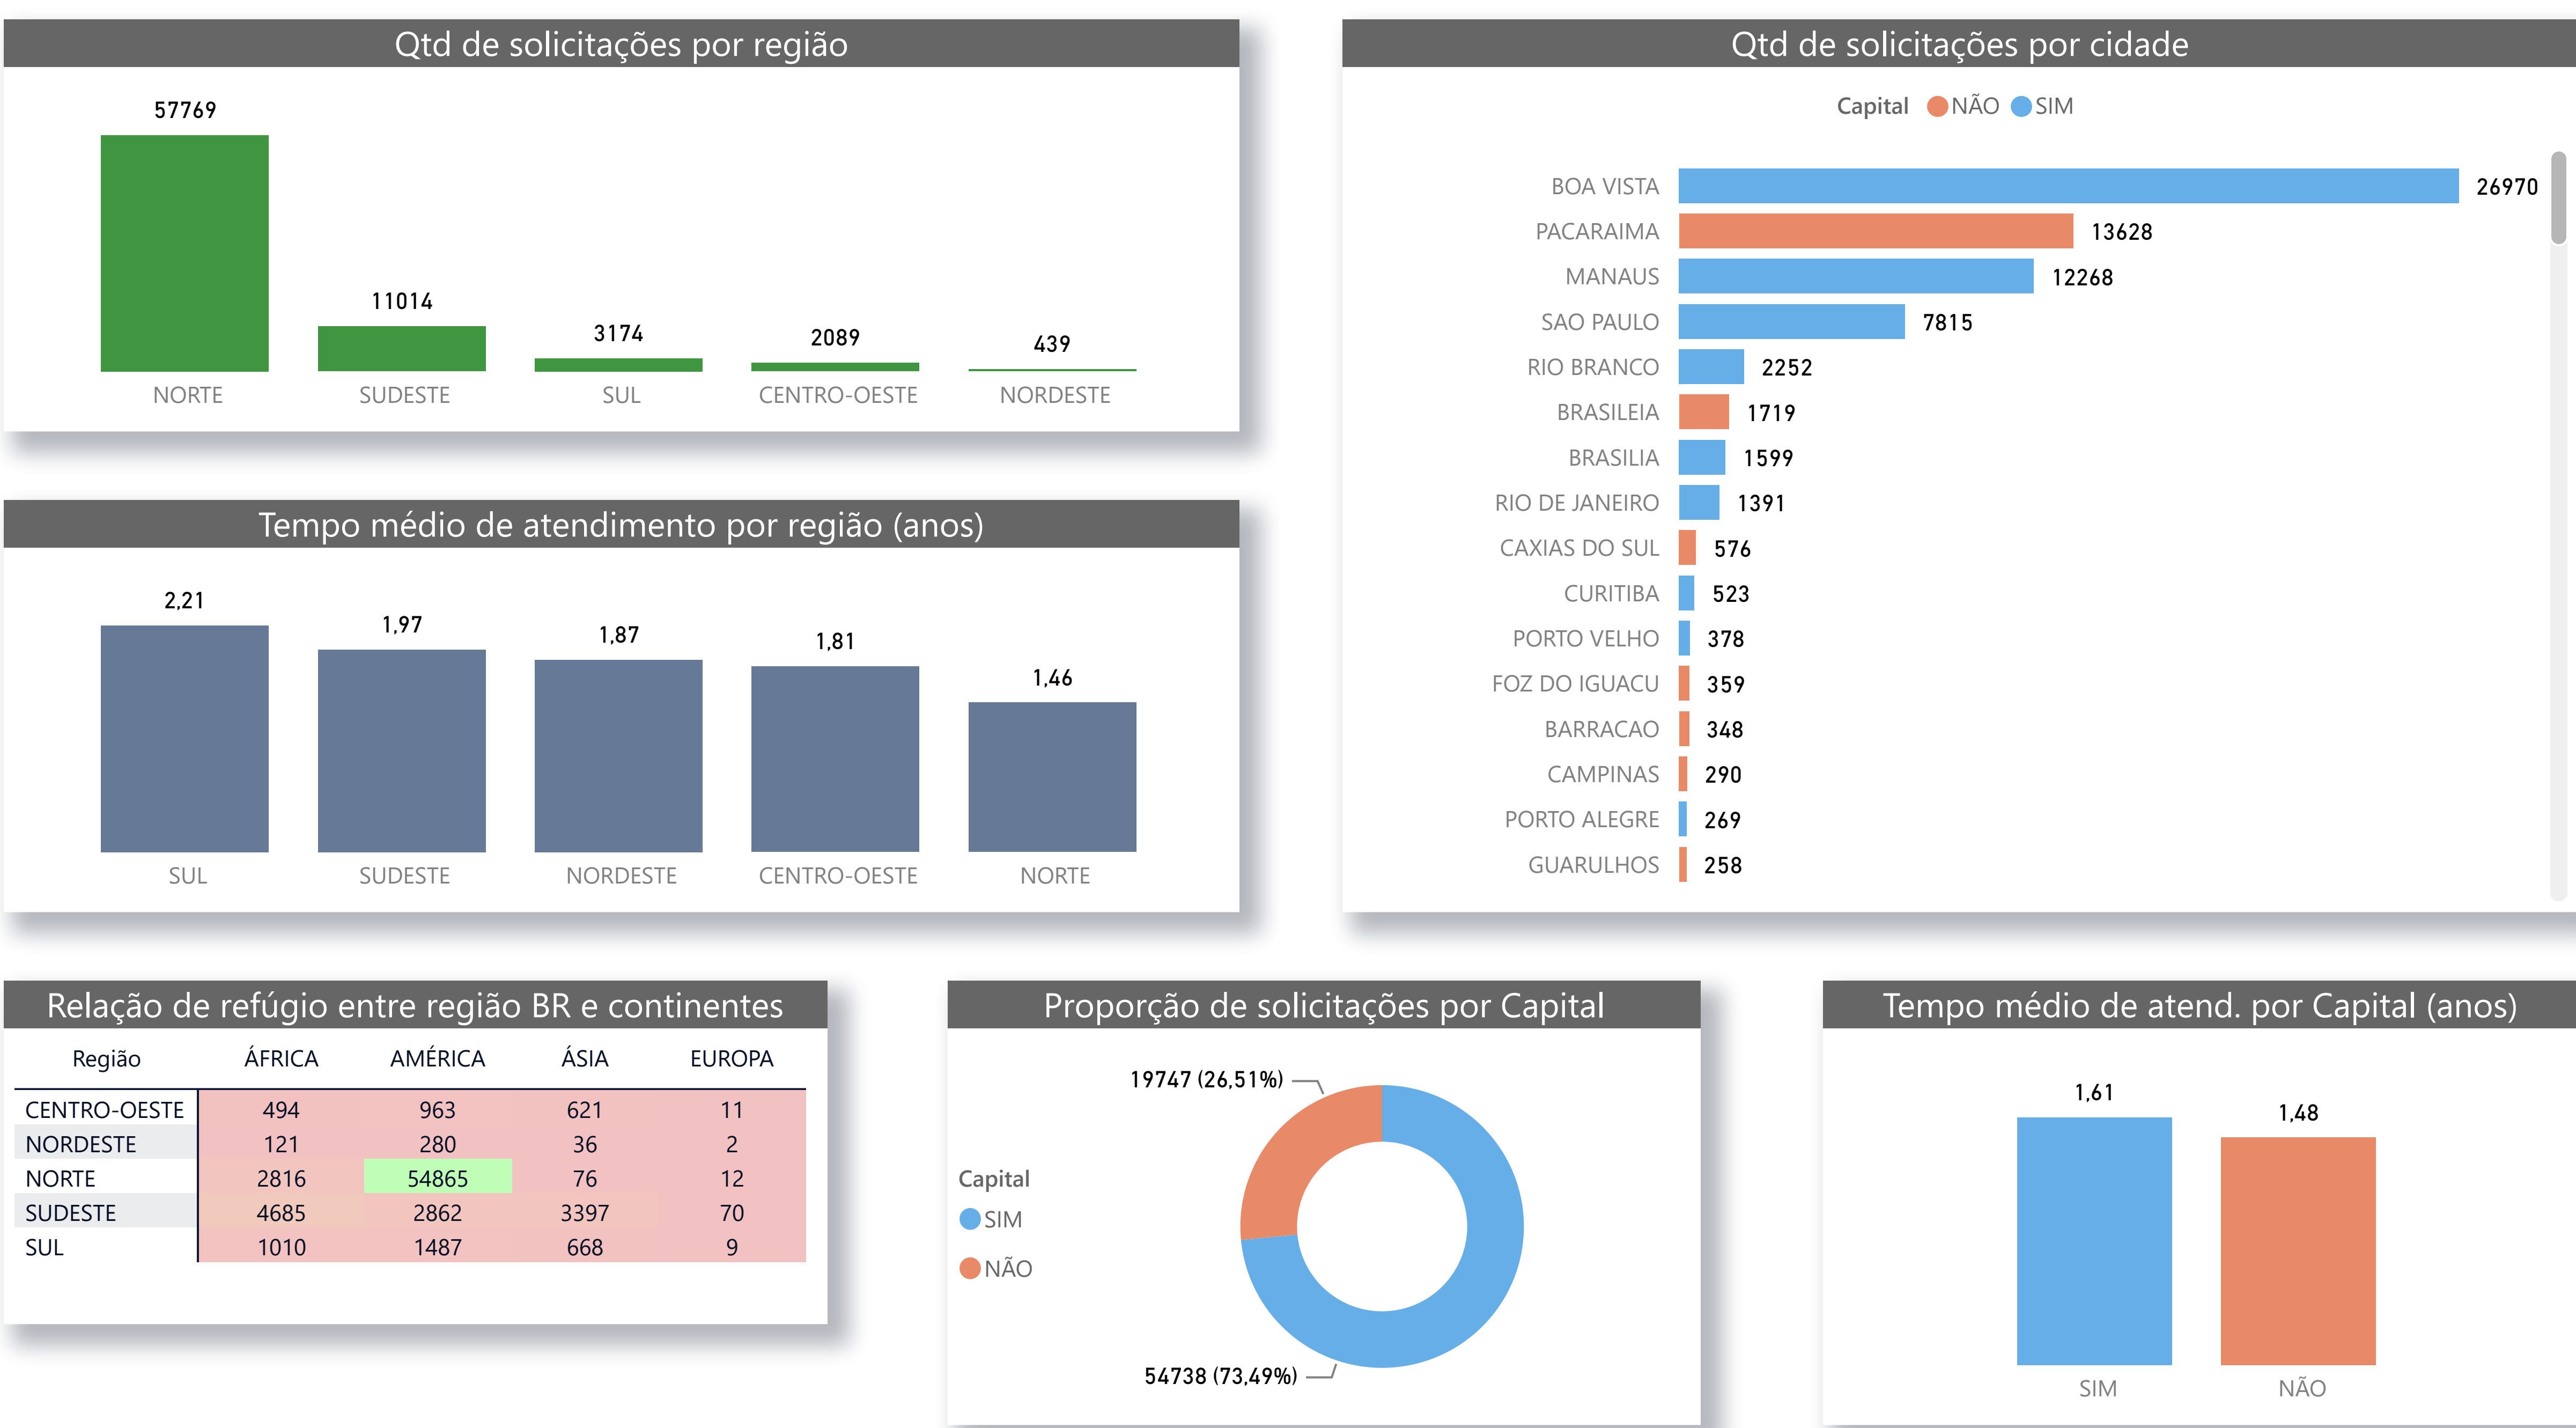 Qtd de solicitações por região
57769
11014
3174
2089
439
NORTE SUDESTE SUL CENTRO-OESTE NORDESTE
Qtd de solicitações por cidade
Capital NÃO SIM
BOA VISTA 26970
PACARAIMA 13628
MANAUS 12268
SAO PAULO 7815
RIO BRANCO 2252
BRASILEIA 1719
BRASILIA 1599
RIO DE JANEIRO 1391
CAXIAS DO SUL 576
CURITIBA 523
PORTO VELHO 378
FOZ DO IGUACU 359
BARRACAO 348
CAMPINAS 290
PORTO ALEGRE 269
GUARULHOS 258
Tempo médio de atendimento por região (anos)
2,21
1,97
1,87
1,81
1,46
SUL SUDESTE NORDESTE CENTRO-OESTE NORTE
Relação de refúgio entre região BR e continentes
Região ÁFRICA AMÉRICA ÁSIA EUROPA
CENTRO-OESTE 494 963 621 11
NORDESTE 121 280 36 2
NORTE 2816 54865 76 12
SUDESTE 4685 2862 3397 70
SUL 1010 1487 668 9
Proporção de solicitações por Capital
19747 (26,51%)
Capital
SIM
NÃO
54738 (73,49%)
Tempo médio de atend. por Capital (anos)
1,61
1,48
SIM NÃO